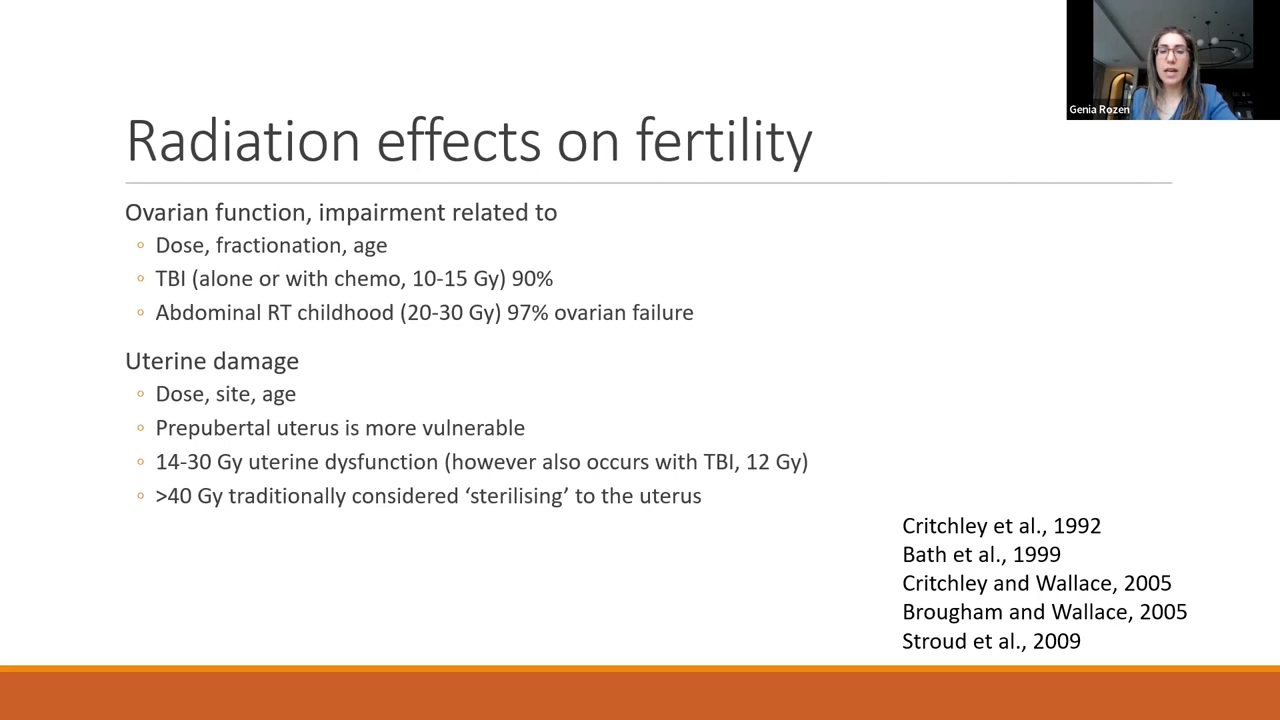 Genia Rozen
Radiation effects on fertility
Ovarian function, impairment related to
◦ Dose, fractionation, age
◦ TBI (alone or with chemo, 10-15 Gy) 90%
◦ Abdominal RT childhood (20-30 Gy) 97% ovarian failure
Uterine damage
◦ Dose, site, age
◦ Prepubertal uterus is more vulnerable
◦ 14-30 Gy uterine dysfunction (however also occurs with TBI, 12 Gy)
◦ >40 Gy traditionally considered ‘sterilising’ to the uterus
Critchley et al., 1992
Bath et al., 1999
Critchley and Wallace, 2005
Brougham and Wallace, 2005
Stroud et al., 2009